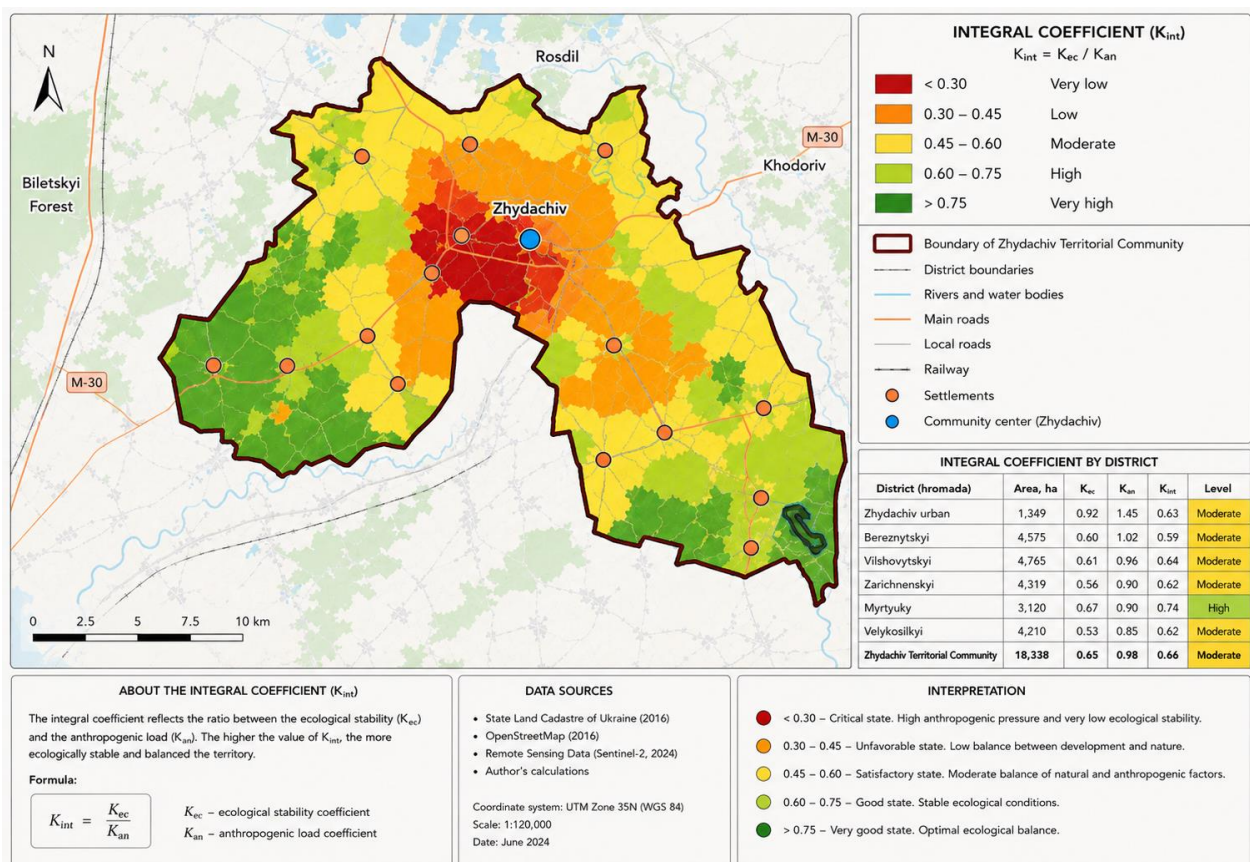 N
Rosdil
M-30
Khodoriv
Biletskyi
Forest
Zhydachiv
M-30
0 2.5 5 10 km
INTEGRAL COEFFICIENT (Kint)
Kint = Kec / Kan
< 0.30 Very low
0.30 – 0.45 Low
0.45 – 0.60 Moderate
0.60 – 0.75 High
> 0.75 Very high
Boundary of Zhydachiv Territorial Community
District boundaries
Rivers and water bodies
Main roads
Local roads
Railway
Settlements
Community center (Zhydachiv)
INTEGRAL COEFFICIENT BY DISTRICT
District (hromada) Area, ha Kec Kan Kint Level
Zhydachiv urban 1,349 0.92 1.45 0.63 Moderate
Bereznytskyi 4,575 0.60 1.02 0.59 Moderate
Vilshovytskyi 4,765 0.61 0.96 0.64 Moderate
Zarichnenskyi 4,319 0.56 0.90 0.62 Moderate
Myrtyuky 3,120 0.67 0.90 0.74 High
Velykosilkyi 4,210 0.53 0.85 0.62 Moderate
Zhydachiv Territorial Community 18,338 0.65 0.98 0.66 Moderate
ABOUT THE INTEGRAL COEFFICIENT (Kint)
The integral coefficient reflects the ratio between the ecological stability (Kec)
and the anthropogenic load (Kan). The higher the value of Kint, the more
ecologically stable and balanced the territory.
Formula:
Kint = Kec / Kan
Kec – ecological stability coefficient
Kan – anthropogenic load coefficient
DATA SOURCES
• State Land Cadastre of Ukraine (2016)
• OpenStreetMap (2016)
• Remote Sensing Data (Sentinel-2, 2024)
• Author's calculations
Coordinate system: UTM Zone 35N (WGS 84)
Scale: 1:120,000
Date: June 2024
INTERPRETATION
< 0.30 – Critical state. High anthropogenic pressure and very low ecological stability.
0.30 – 0.45 – Unfavorable state. Low balance between development and nature.
0.45 – 0.60 – Satisfactory state. Moderate balance of natural and anthropogenic factors.
0.60 – 0.75 – Good state. Stable ecological conditions.
> 0.75 – Very good state. Optimal ecological balance.